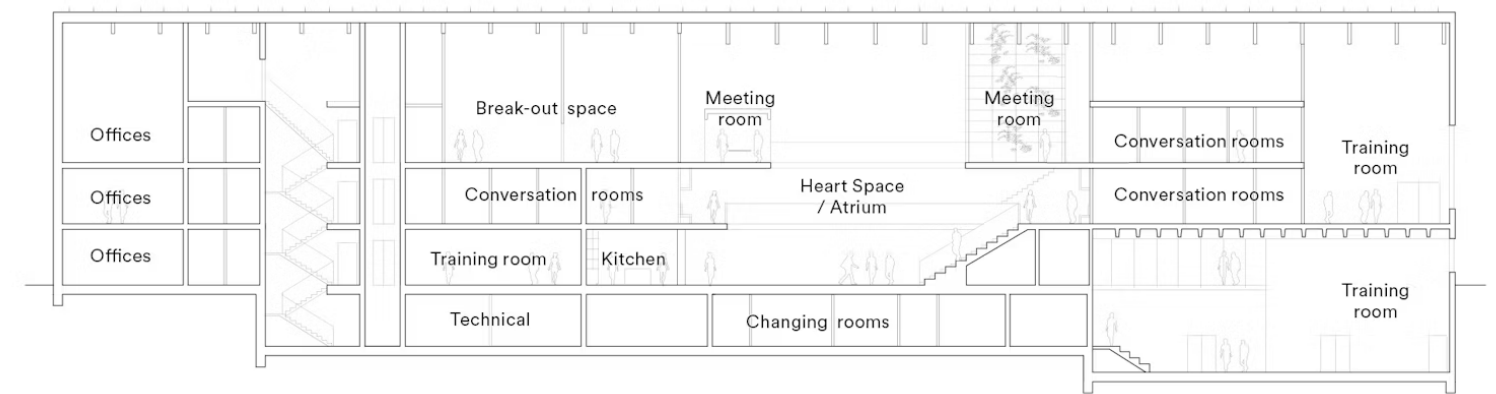 Offices
Break-out space
Meeting
room
Meeting
room
Conversation rooms
Training
room
Offices
Conversation rooms
Heart Space
/ Atrium
Conversation rooms
Offices
Training room
Kitchen
Training
room
Technical
Changing rooms